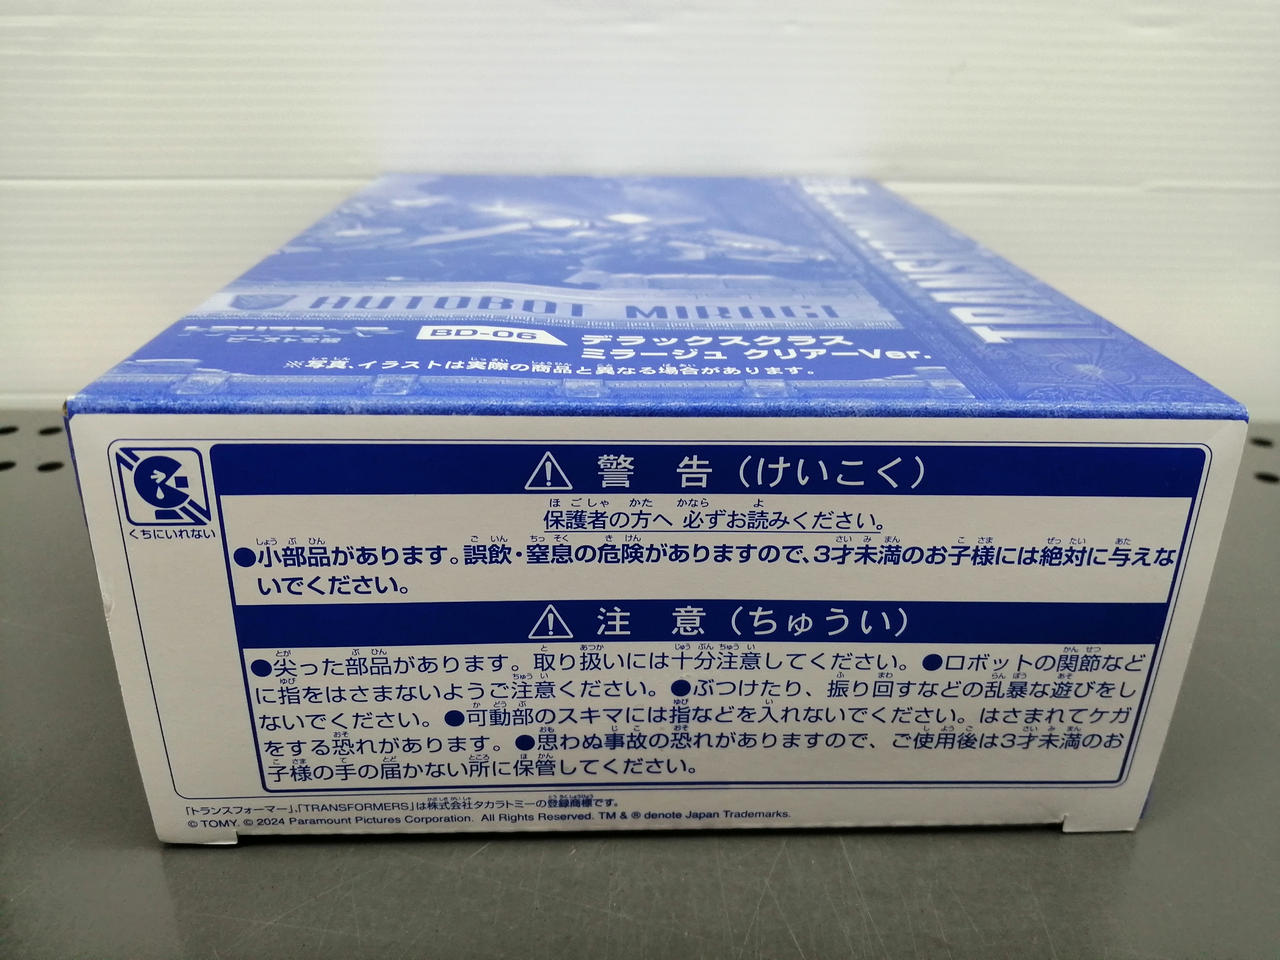 TRANSFORMERS
AUTOBOT MIRAGE
ビースト覚醒
BD-06
デラックスクラス
ミラージュ クリアーVer.
※写真、イラストは実際の商品と異なる場合があります。
くちにいれない
警 告（けいこく）
保護者の方へ 必ずお読みください。
●小部品があります。誤飲・窒息の危険がありますので、3才未満のお子様には絶対に与えな
いでください。
注 意（ちゅうい）
●尖った部品があります。取り扱いには十分注意してください。●ロボットの関節など
に指をはさまないようご注意ください。●ぶつけたり、振り回すなどの乱暴な遊びをし
ないでください。●可動部のスキマには指などを入れないでください。はさまれてケガ
をする恐れがあります。●思わぬ事故の恐れがありますので、ご使用後は3才未満のお
子様の手の届かない所に保管してください。
「トランスフォーマー」、「TRANSFORMERS」は株式会社タカラトミーの登録商標です。
© TOMY. © 2024 Paramount Pictures Corporation. All Rights Reserved. TM & ® denote Japan Trademarks.